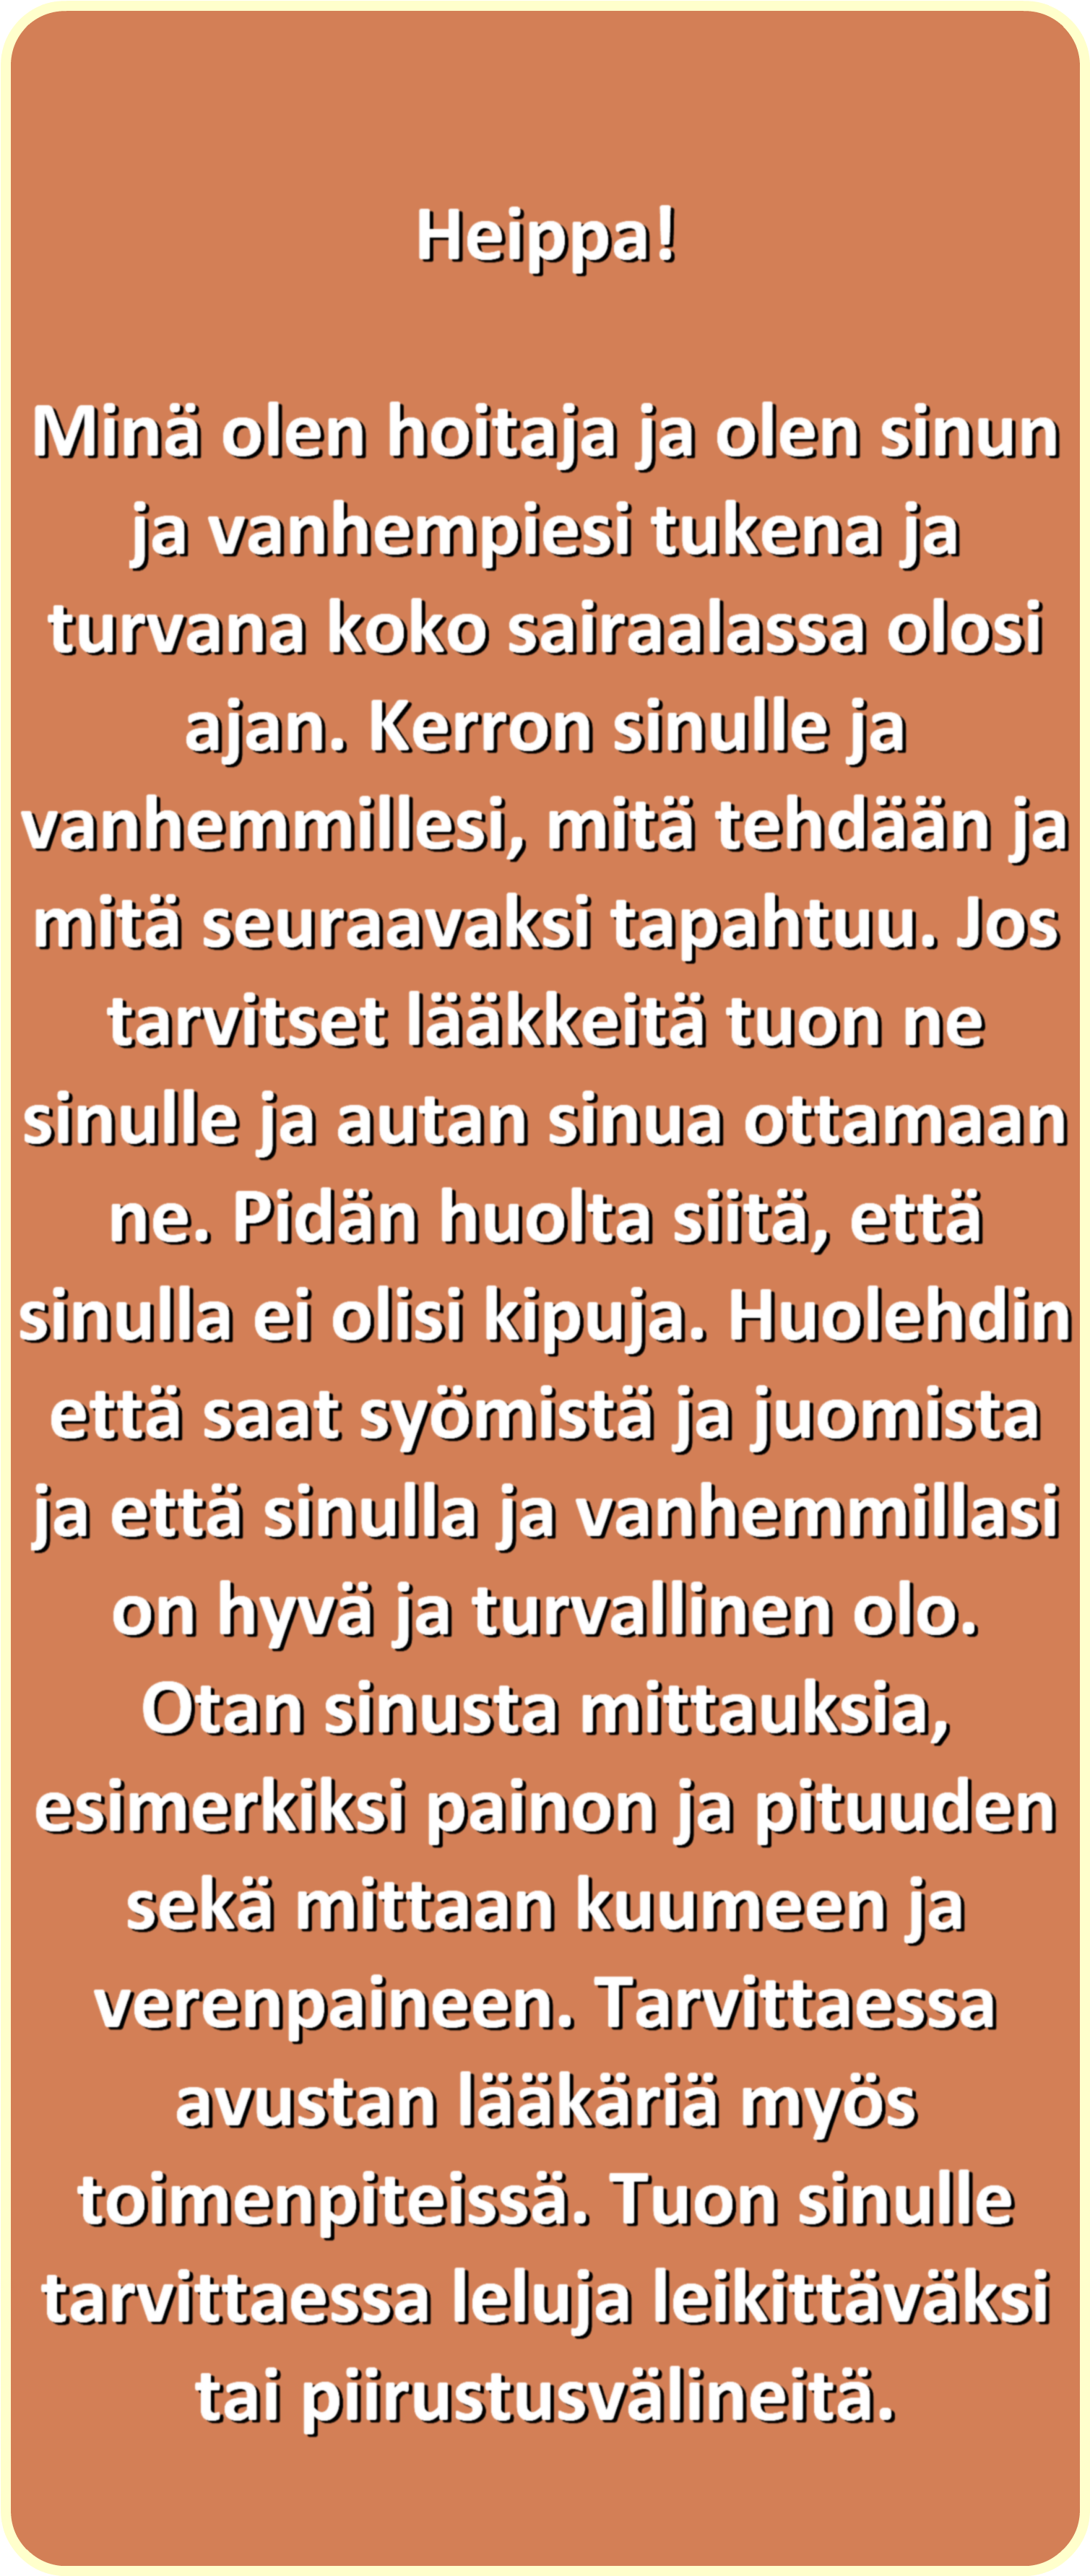 Heippa!
Minä olen hoitaja ja olen sinun
ja vanhempiesi tukena ja
turvana koko sairaalassa olosi
ajan. Kerron sinulle ja
vanhemmillesi, mitä tehdään ja
mitä seuraavaksi tapahtuu. Jos
tarvitset lääkkeitä tuon ne
sinulle ja autan sinua ottamaan
ne. Pidän huolta siitä, että
sinulla ei olisi kipuja. Huolehdin
että saat syömistä ja juomista
ja että sinulla ja vanhemmillasi
on hyvä ja turvallinen olo.
Otan sinusta mittauksia,
esimerkiksi painon ja pituuden
sekä mittaan kuumeen ja
verenpaineen. Tarvittaessa
avustan lääkäriä myös
toimenpiteissä. Tuon sinulle
tarvittaessa leluja leikittäväksi
tai piirustusvälineitä.